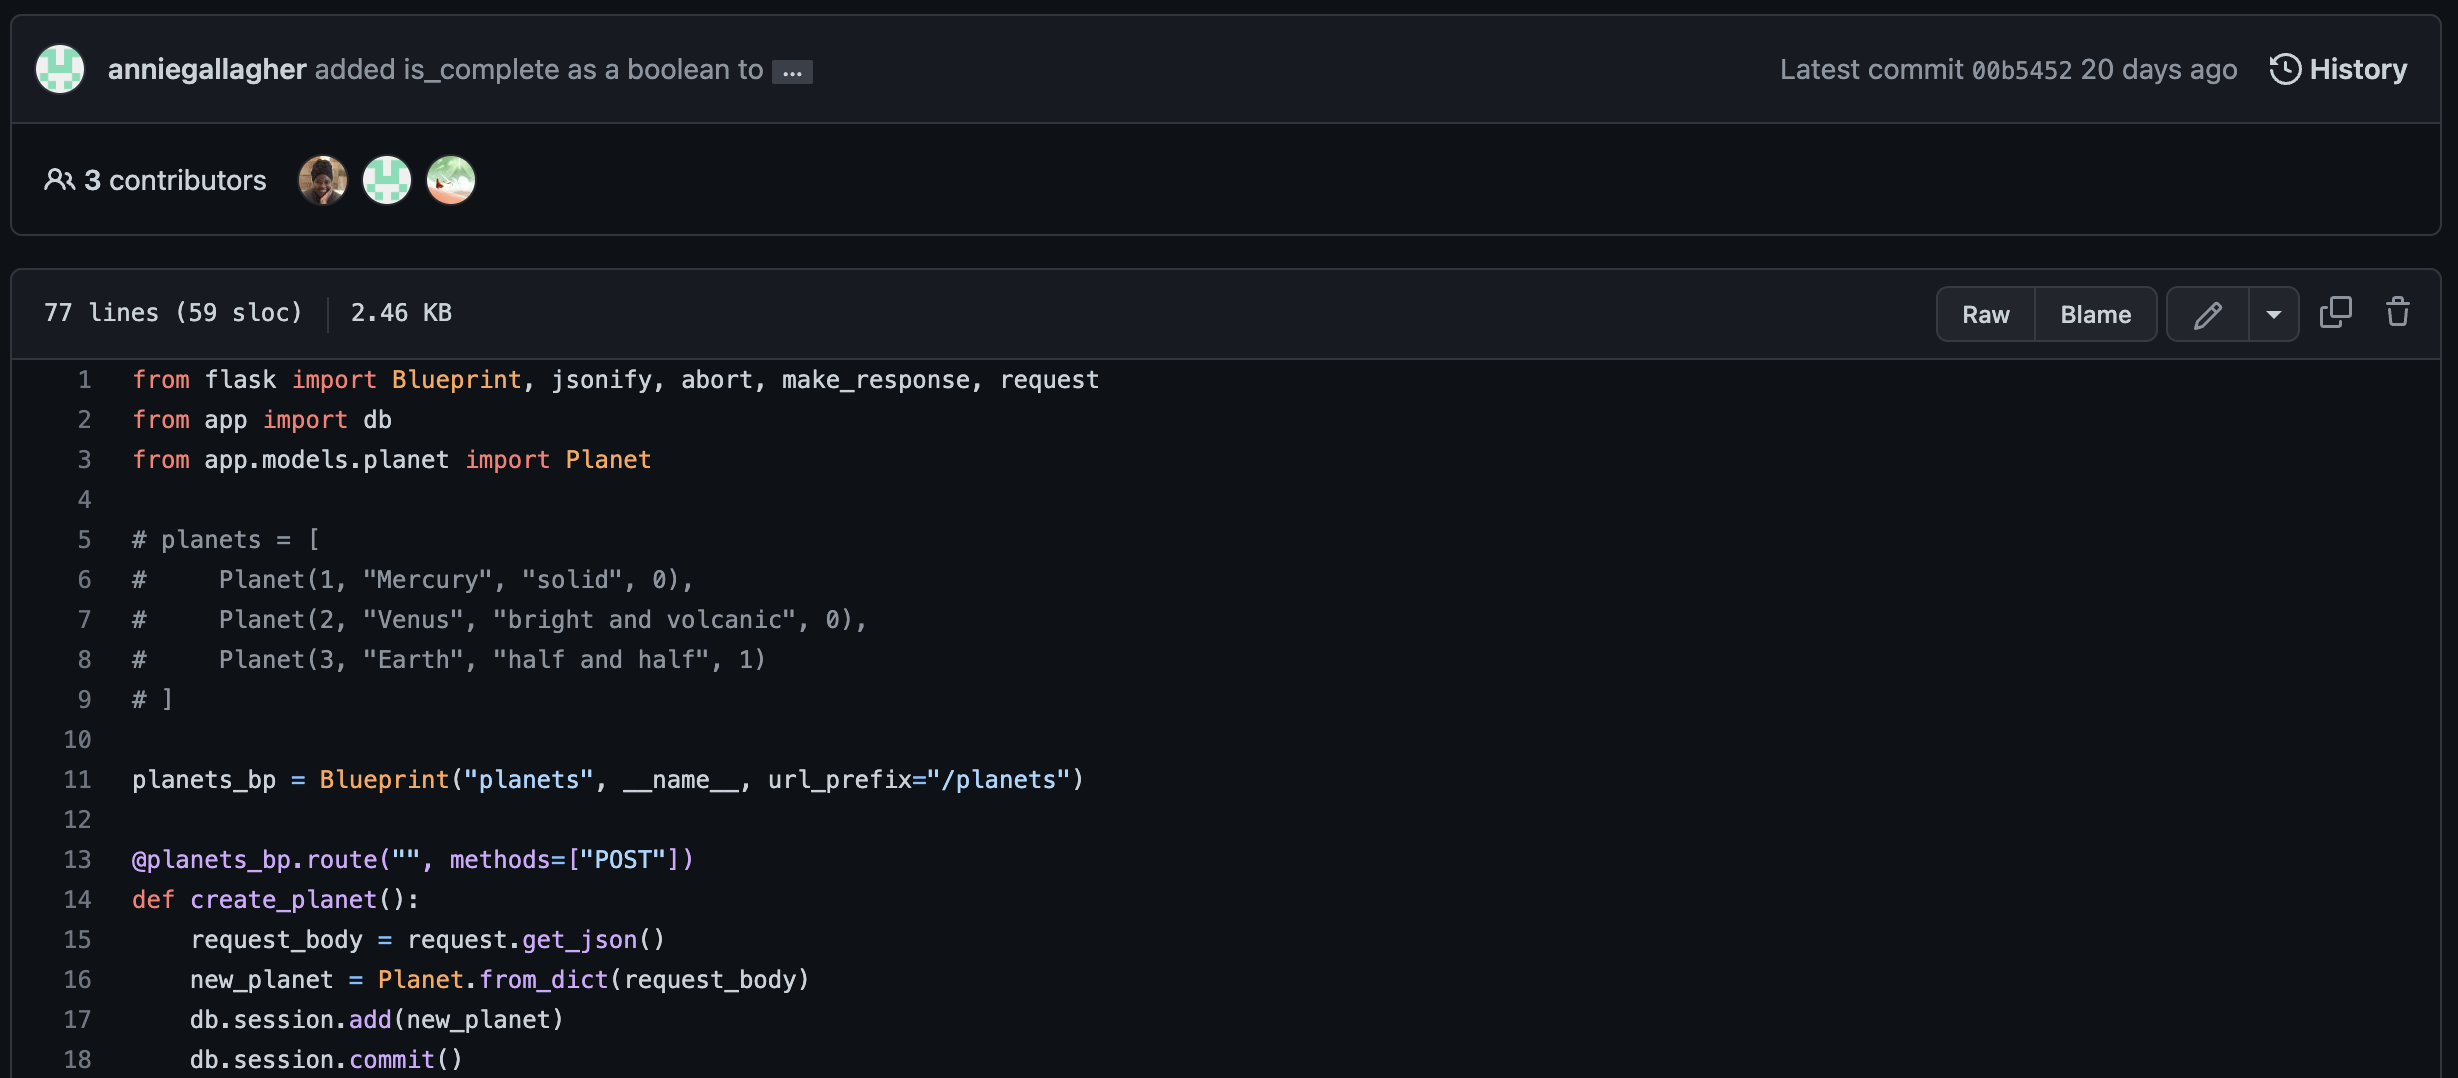 anniegallagher added is_complete as a boolean to ...
Latest commit 00b5452 20 days ago History
3 contributors
77 lines (59 sloc) 2.46 KB
Raw Blame
1 from flask import Blueprint, jsonify, abort, make_response, request
2 from app import db
3 from app.models.planet import Planet
4
5 # planets = [
6 #     Planet(1, "Mercury", "solid", 0),
7 #     Planet(2, "Venus", "bright and volcanic", 0),
8 #     Planet(3, "Earth", "half and half", 1)
9 # ]
10
11 planets_bp = Blueprint("planets", __name__, url_prefix="/planets")
12
13 @planets_bp.route("", methods=["POST"])
14 def create_planet():
15     request_body = request.get_json()
16     new_planet = Planet.from_dict(request_body)
17     db.session.add(new_planet)
18     db.session.commit()